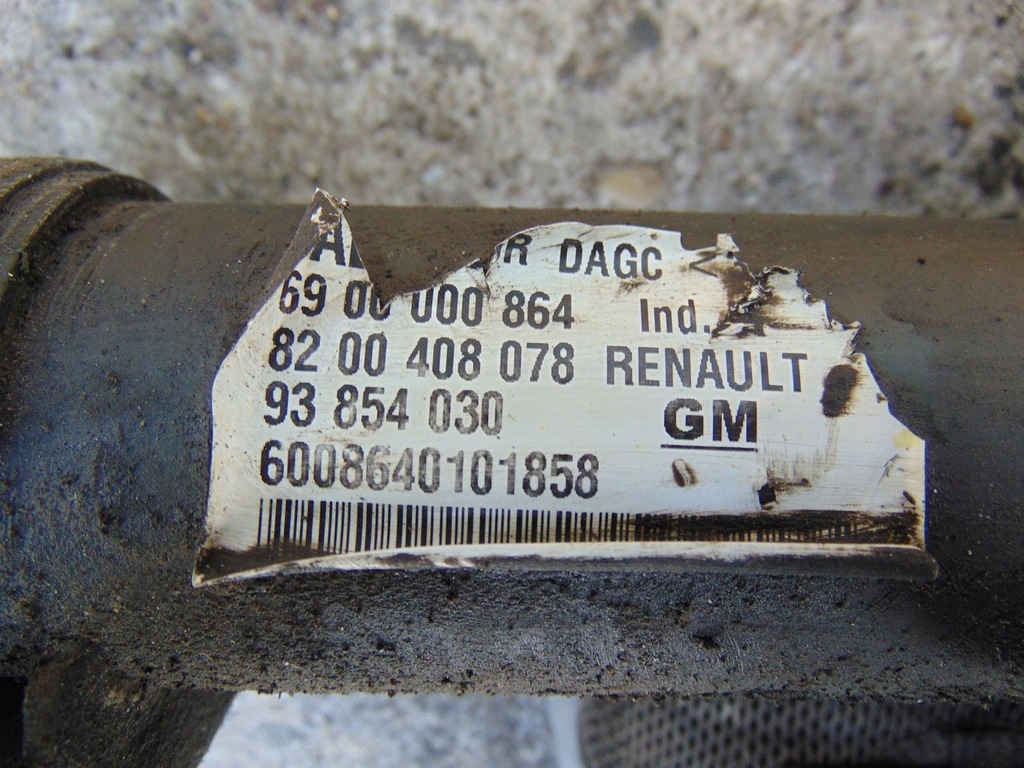 DAGC
69 00 000 864 Ind.
82 00 408 078 RENAULT
93 854 030 GM
6008640101858